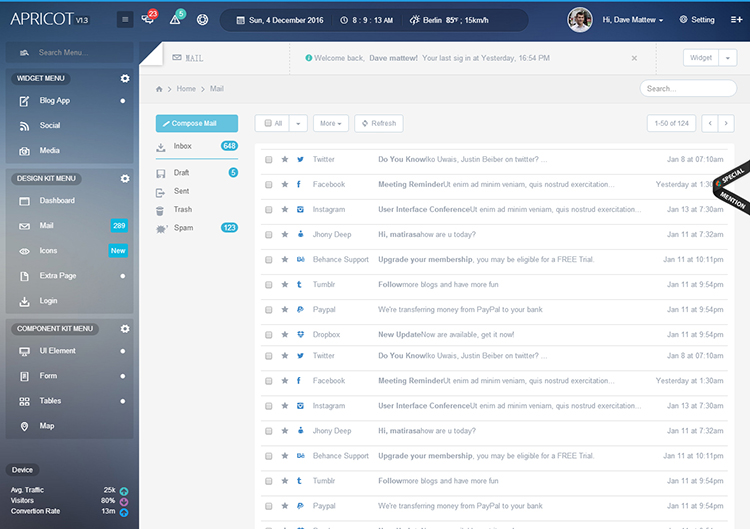 APRICOT V1.3
23
5
Sun, 4 December 2016
8 : 9 : 13 AM
Berlin 85°F ; 15km/h
Hi, Dave Mattew
Setting
Search Menu...
MAIL
Welcome back, Dave mattew! Your last sig in at Yesterday, 16:54 PM
×
Widget
WIDGET MENU
Blog App
Social
Media
Home
Mail
Search...
Compose Mail
All
More
Refresh
1-50 of 124
Inbox 648
Draft 5
Sent
Trash
Spam 123
DESIGN KIT MENU
Dashboard
Mail 289
Icons New
Extra Page
Login
COMPONENT KIT MENU
UI Element
Form
Tables
Map
Device
Avg. Traffic 25k
Visitors 80%
Convertion Rate 13m
Twitter Do You KnowIko Uwais, Justin Beiber on twitter? ... Jan 8 at 07:10am
Facebook Meeting ReminderUt enim ad minim veniam, quis nostrud exercitation... Yesterday at 1:30
Instagram User Interface ConferenceUt enim ad minim veniam, quis nostrud exercitation... Jan 13 at 7:30am
Jhony Deep Hi, matirasahow are u today? Jan 11 at 7:32am
Behance Support Upgrade your membership, you may be eligible for a FREE Trial. Jan 11 at 10:11pm
Tumblr Followmore blogs and have more fun Jan 11 at 9:54pm
Paypal We're transferring money from PayPal to your bank Jan 11 at 9:54pm
Dropbox New UpdateNow are available, get it now! Jan 11 at 9:54pm
Twitter Do You KnowIko Uwais, Justin Beiber on twitter? ... Jan 8 at 07:10am
Facebook Meeting ReminderUt enim ad minim veniam, quis nostrud exercitation... Yesterday at 1:30am
Instagram User Interface ConferenceUt enim ad minim veniam, quis nostrud exercitation... Jan 13 at 7:30am
Jhony Deep Hi, matirasahow are u today? Jan 11 at 7:32am
Behance Support Upgrade your membership, you may be eligible for a FREE Trial. Jan 11 at 10:11pm
Tumblr Followmore blogs and have more fun Jan 11 at 9:54pm
Paypal We're transferring money from PayPal to your bank Jan 11 at 9:54pm
SPECIAL
MENTION